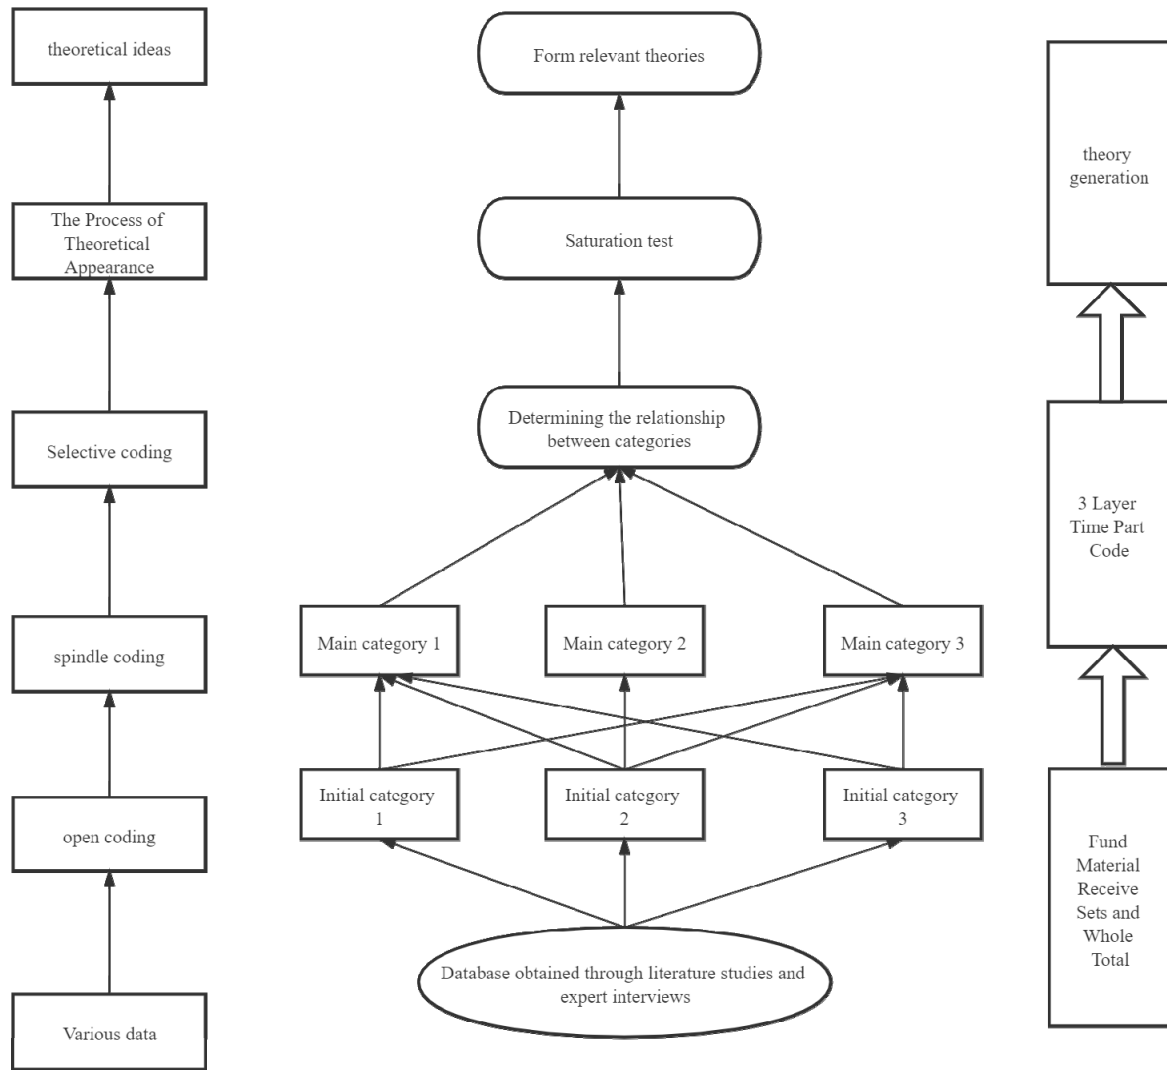 theoretical ideas
The Process of
Theoretical
Appearance
Selective coding
spindle coding
open coding
Various data
Form relevant theories
Saturation test
Determining the relationship
between categories
Main category 1
Main category 2
Main category 3
Initial category
1
Initial category
2
Initial category
3
Database obtained through literature studies and
expert interviews
theory
generation
3 Layer
Time Part
Code
Fund
Material
Receive
Sets and
Whole
Total